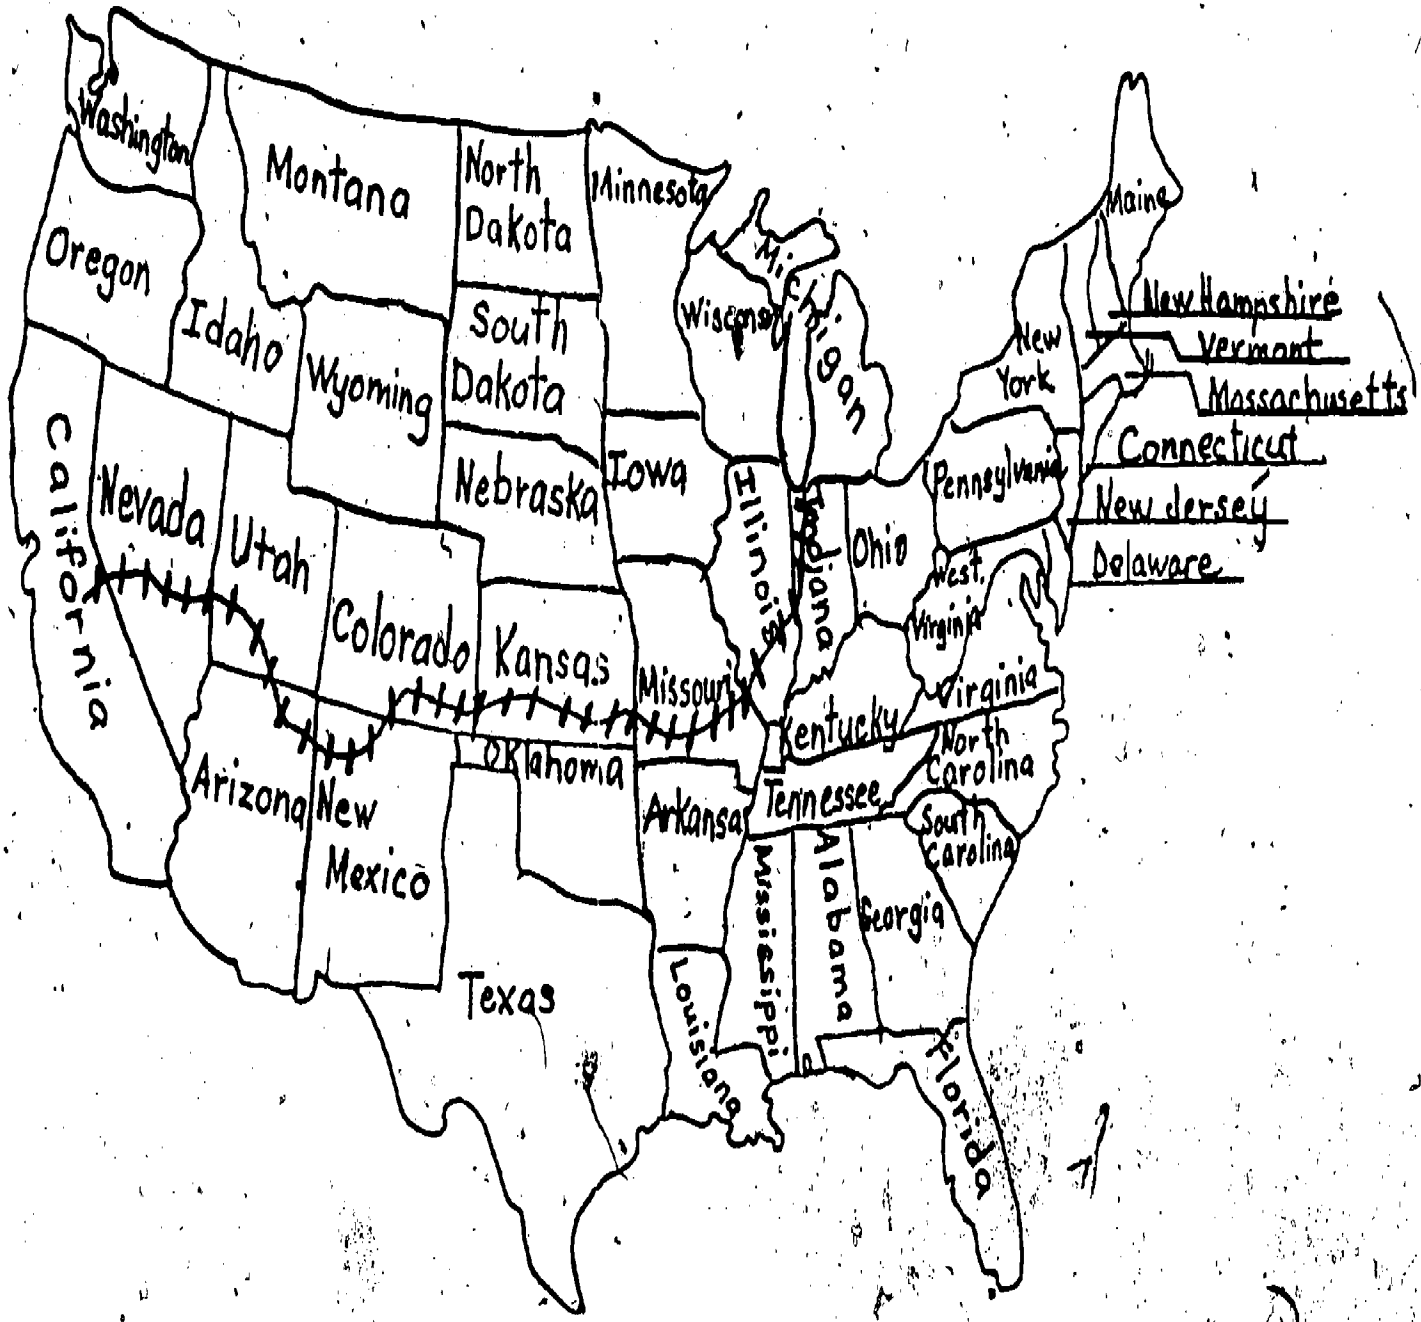 Washington
Montana
North
Dakota
Minnesota
Maine
Oregon
Idaho
Wyoming
South
Dakota
Wisconsin
Michigan
New
York
New Hampshire
Vermont
Massachusetts
Connecticut
New Jersey
Delaware
California
Nevada
Utah
Colorado
Nebraska
Iowa
Illinois
Indiana
Ohio
Pennsylvania
West
Virginia
Virginia
Kansas
Missouri
Kentucky
North
Carolina
Arizona
New
Mexico
Oklahoma
Arkansa
Tennessee
South
Carolina
Mississippi
Alabama
Georgia
Texas
Louisiana
Florida